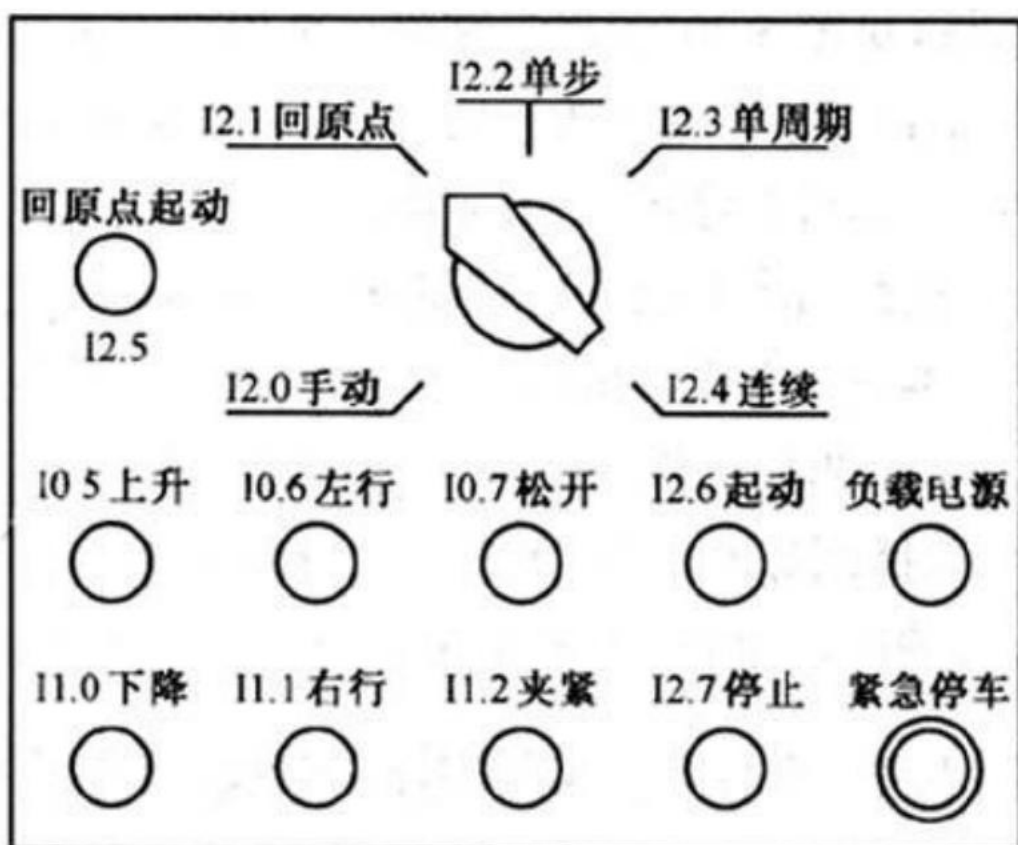 I2.2 单步
I2.1 回原点
I2.3 单周期
回原点起动
I2.5
I2.0 手动
I2.4 连续
I0.5 上升 I0.6 左行 I0.7 松开 I2.6 起动 负载电源
I1.0 下降 I1.1 右行 I1.2 夹紧 I2.7 停止 紧急停车